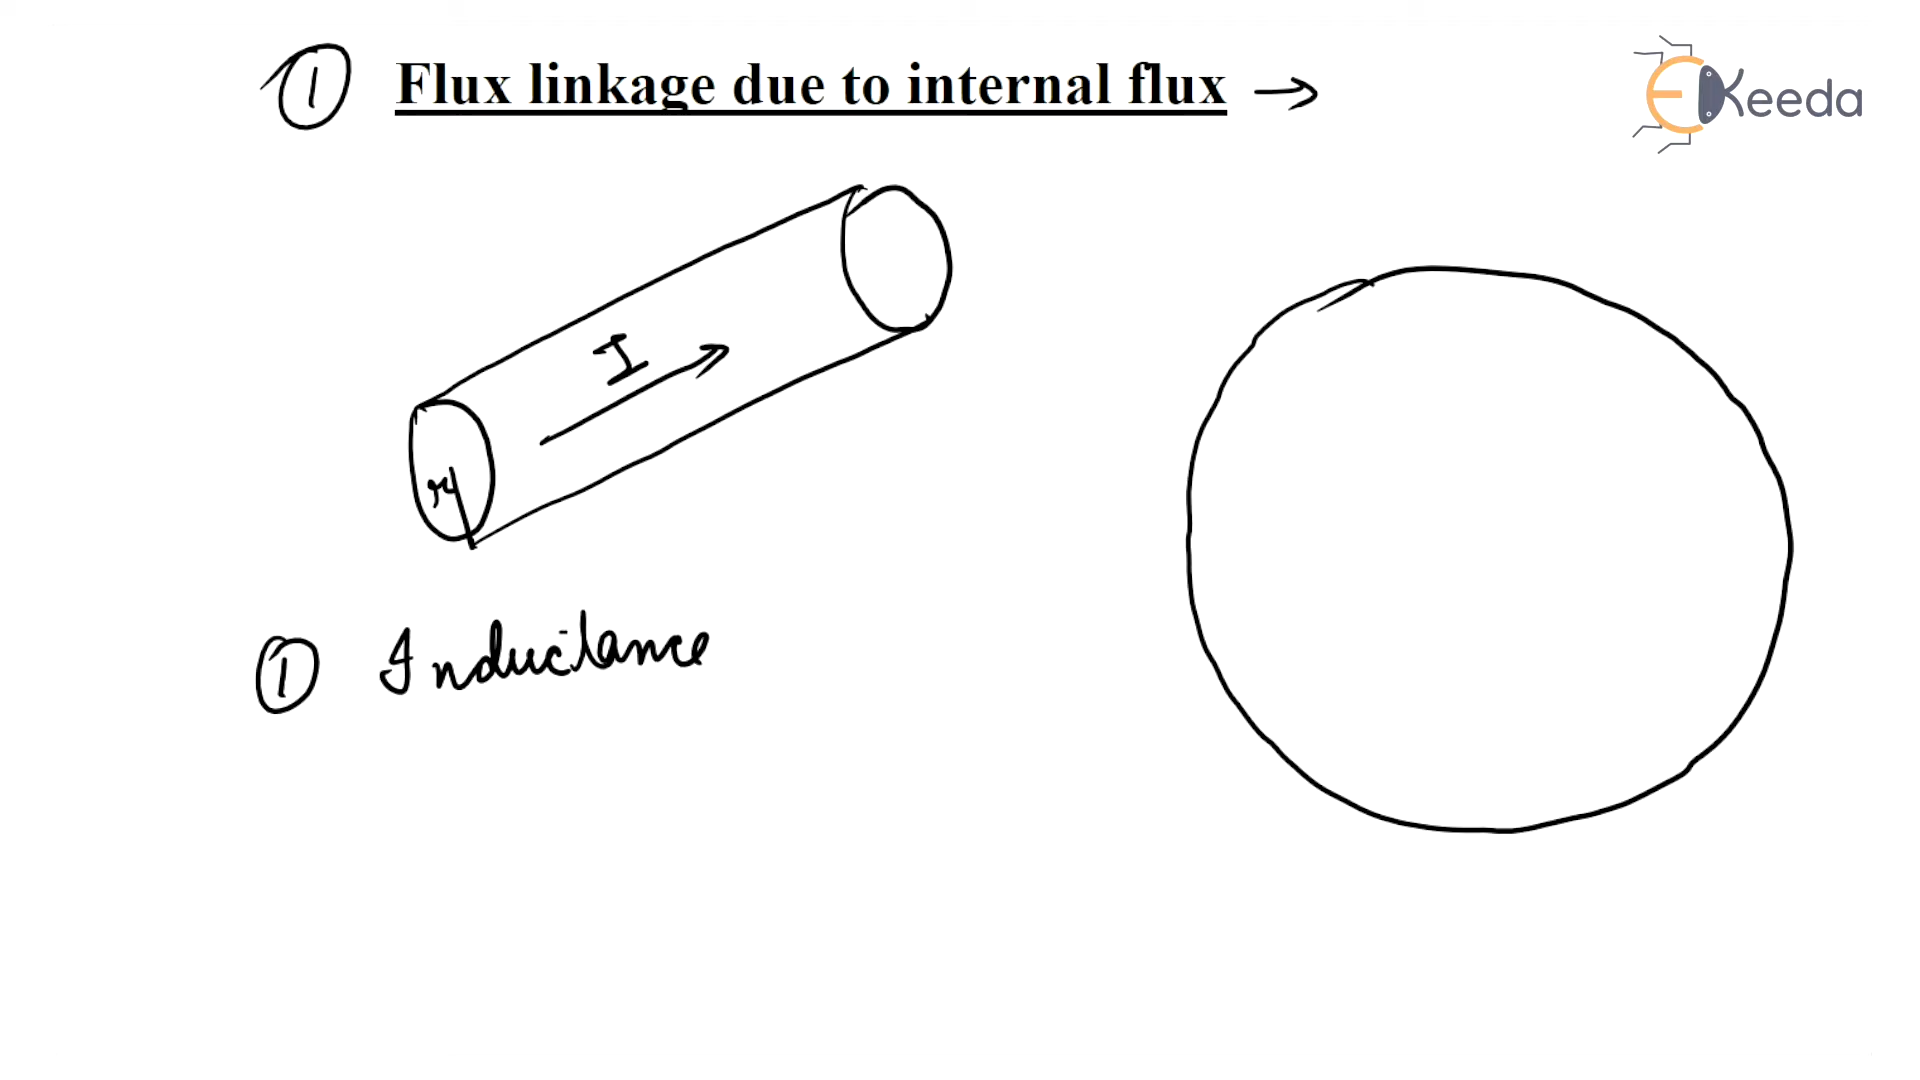 ① Flux linkage due to internal flux →
EKeeda
I
r
① Inductance